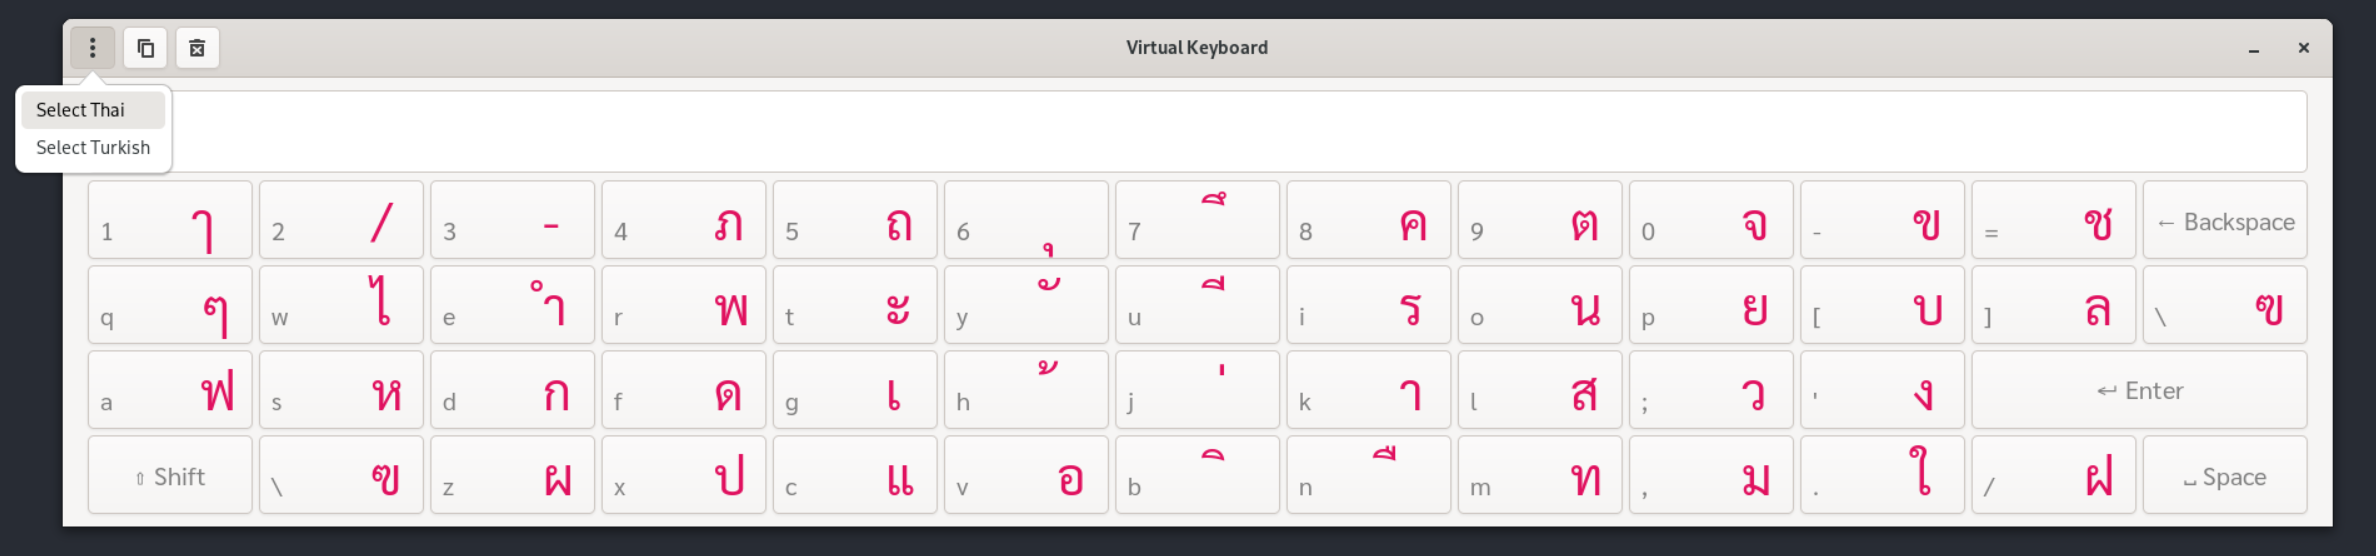 Virtual Keyboard
Select Thai
Select Turkish
1 ๅ 2 / 3 - 4 ภ 5 ถ 6 ุ 7 ึ 8 ค 9 ต 0 จ - ข = ช ← Backspace
q ๆ w ไ e ำ r พ t ะ y ั u ี i ร o น p ย [ บ ] ล \ ฃ
a ฟ s ห d ก f ด g เ h ้ j ่ k า l ส ; ว ' ง ↵ Enter
⇧ Shift \ ฃ z ผ x ป c แ v อ b ิ n ื m ท , ม . ใ / ฝ ⎵ Space